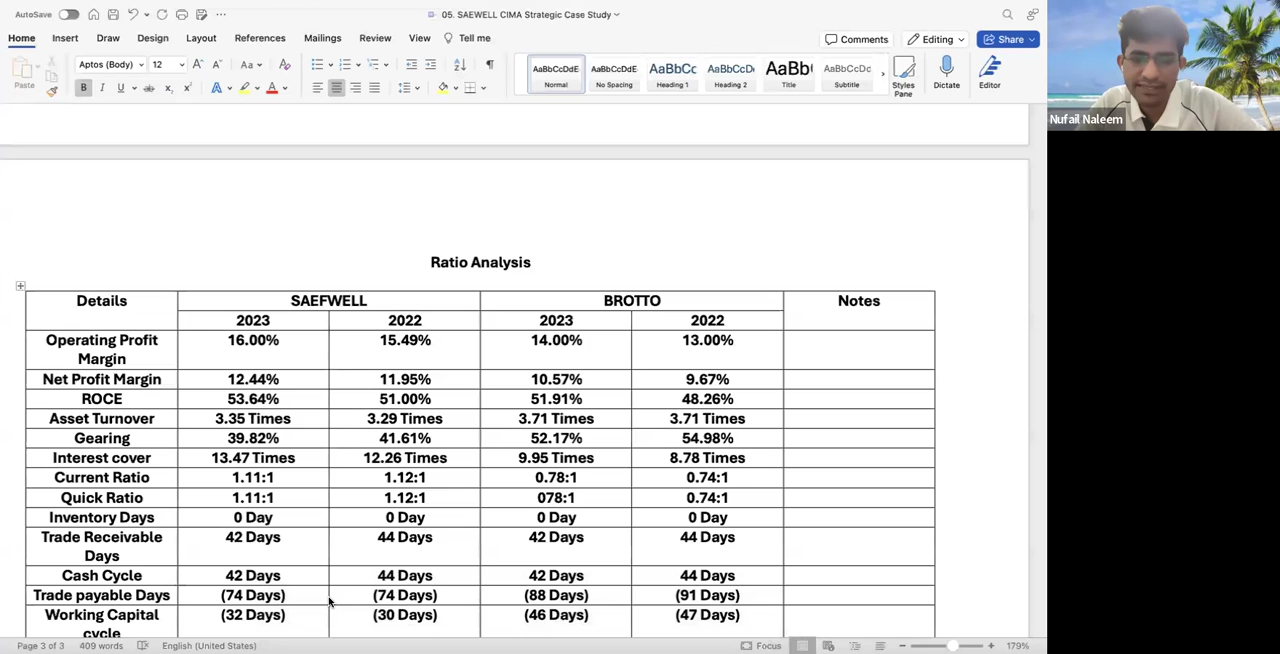 AutoSave
05. SAEWELL CIMA Strategic Case Study
Home Insert Draw Design Layout References Mailings Review View Tell me
Comments Editing Share
Paste
Aptos (Body) 12
B I U
AaBbCcDdE AaBbCcDdE AaBbCc AaBbCcD AaBb( AaBbCcDc
Normal No Spacing Heading 1 Heading 2 Title Subtitle
Styles Pane
Dictate
Editor
Nufail Naleem
Ratio Analysis
Details SAEFWELL BROTTO Notes
2023 2022 2023 2022
Operating Profit 16.00% 15.49% 14.00% 13.00%
Margin
Net Profit Margin 12.44% 11.95% 10.57% 9.67%
ROCE 53.64% 51.00% 51.91% 48.26%
Asset Turnover 3.35 Times 3.29 Times 3.71 Times 3.71 Times
Gearing 39.82% 41.61% 52.17% 54.98%
Interest cover 13.47 Times 12.26 Times 9.95 Times 8.78 Times
Current Ratio 1.11:1 1.12:1 0.78:1 0.74:1
Quick Ratio 1.11:1 1.12:1 078:1 0.74:1
Inventory Days 0 Day 0 Day 0 Day 0 Day
Trade Receivable 42 Days 44 Days 42 Days 44 Days
Days
Cash Cycle 42 Days 44 Days 42 Days 44 Days
Trade payable Days (74 Days) (74 Days) (88 Days) (91 Days)
Working Capital (32 Days) (30 Days) (46 Days) (47 Days)
cycle
Page 3 of 3 409 words English (United States) Focus 179%